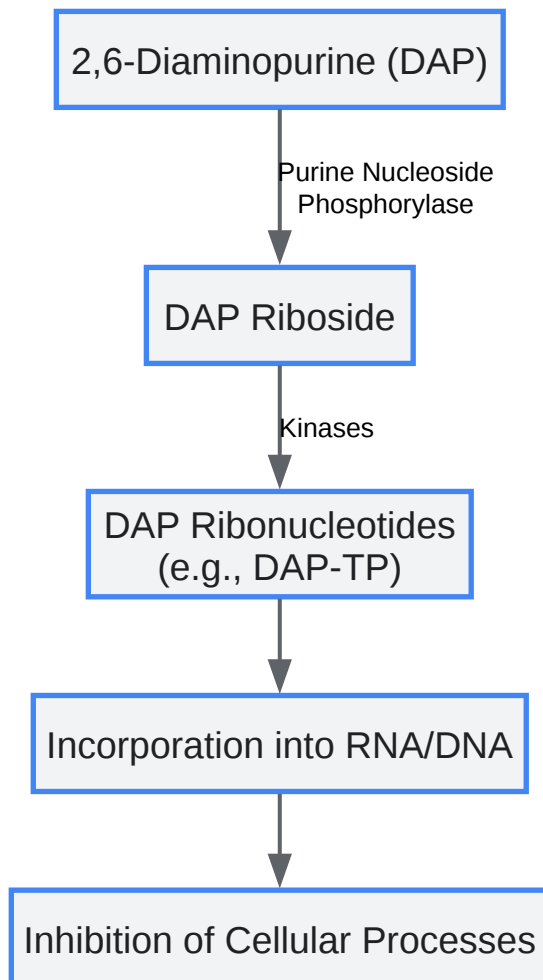 2,6-Diaminopurine (DAP)
Purine Nucleoside
Phosphorylase
DAP Riboside
Kinases
DAP Ribonucleotides
(e.g., DAP-TP)
Incorporation into RNA/DNA
Inhibition of Cellular Processes